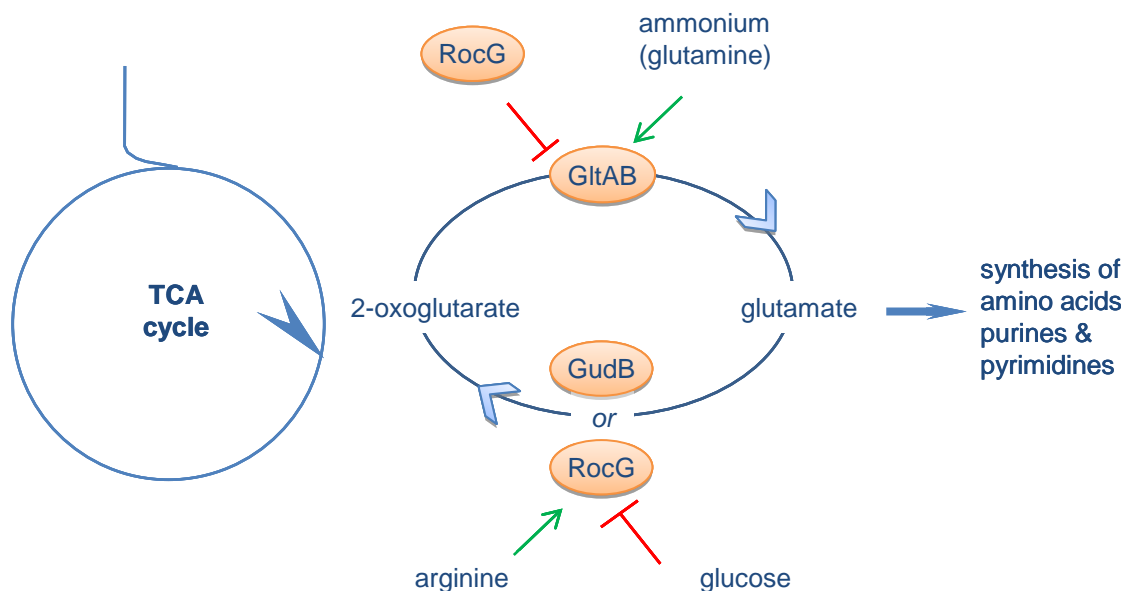 RocG
ammonium
(glutamine)
GltAB
TCA
cycle
2-oxoglutarate
glutamate
synthesis of
amino acids
purines &
pyrimidines
GudB
or
RocG
arginine
glucose